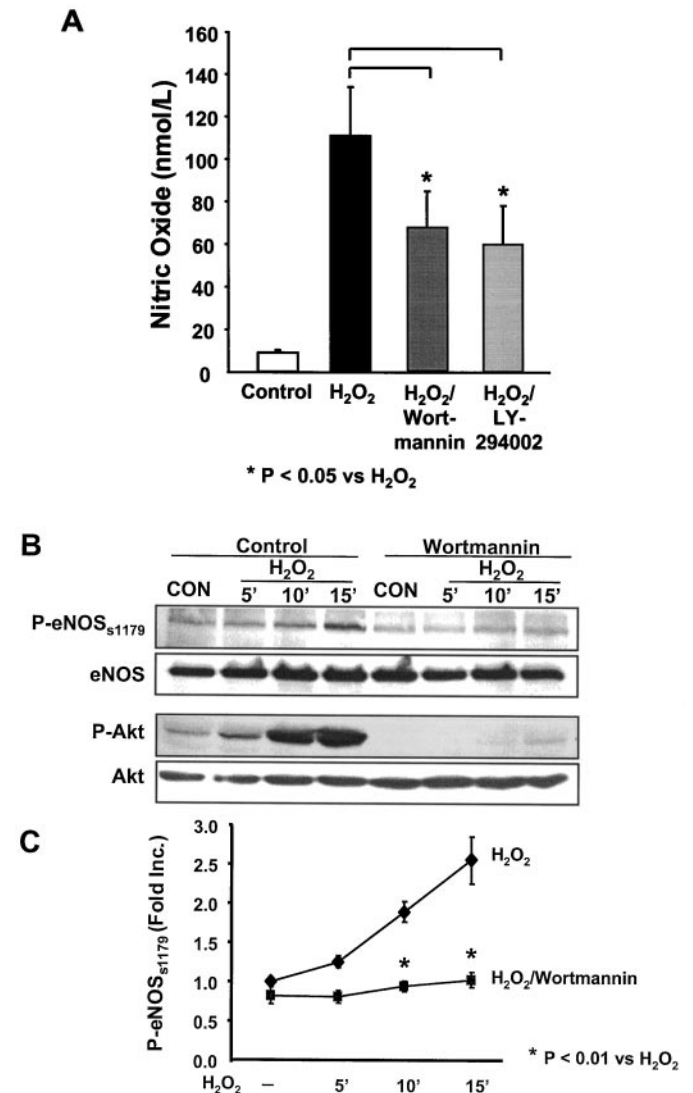 A
Nitric Oxide (nmol/L)
160
140
120
100
80
60
40
20
0
*
*
Control
H₂O₂
H₂O₂/
Wort-
mannin
H₂O₂/
LY-
294002
* P < 0.05 vs H₂O₂
B
Control
Wortmannin
H₂O₂
H₂O₂
CON 5’ 10’ 15’ CON 5’ 10’ 15’
P-eNOSs1179
eNOS
P-Akt
Akt
C
P-eNOSs1179 (Fold Inc.)
3.0
2.5
2.0
1.5
1.0
0.5
0.0
H₂O₂
*
*
H₂O₂/Wortmannin
* P < 0.01 vs H₂O₂
H₂O₂ – 5’ 10’ 15’